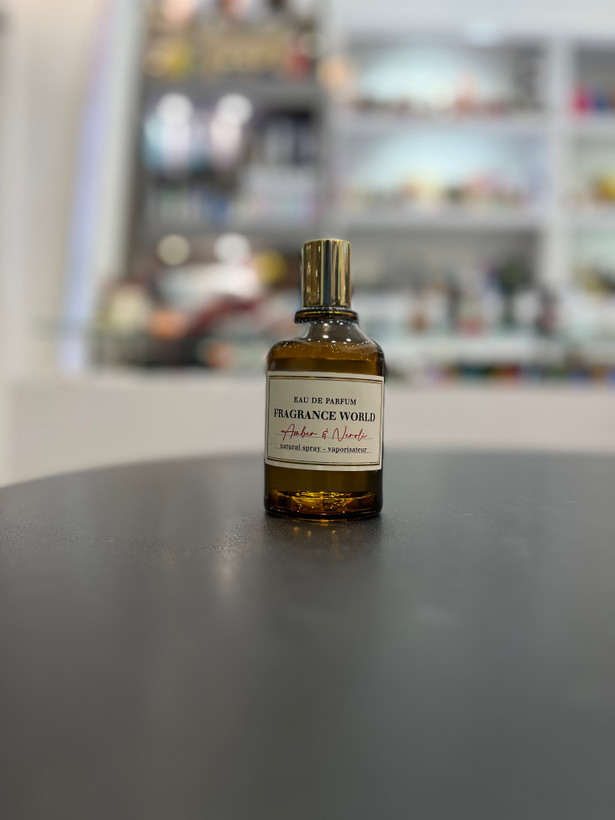 EAU DE PARFUM
FRAGRANCE WORLD
Amber & Neroli
natural spray - vaporisateur